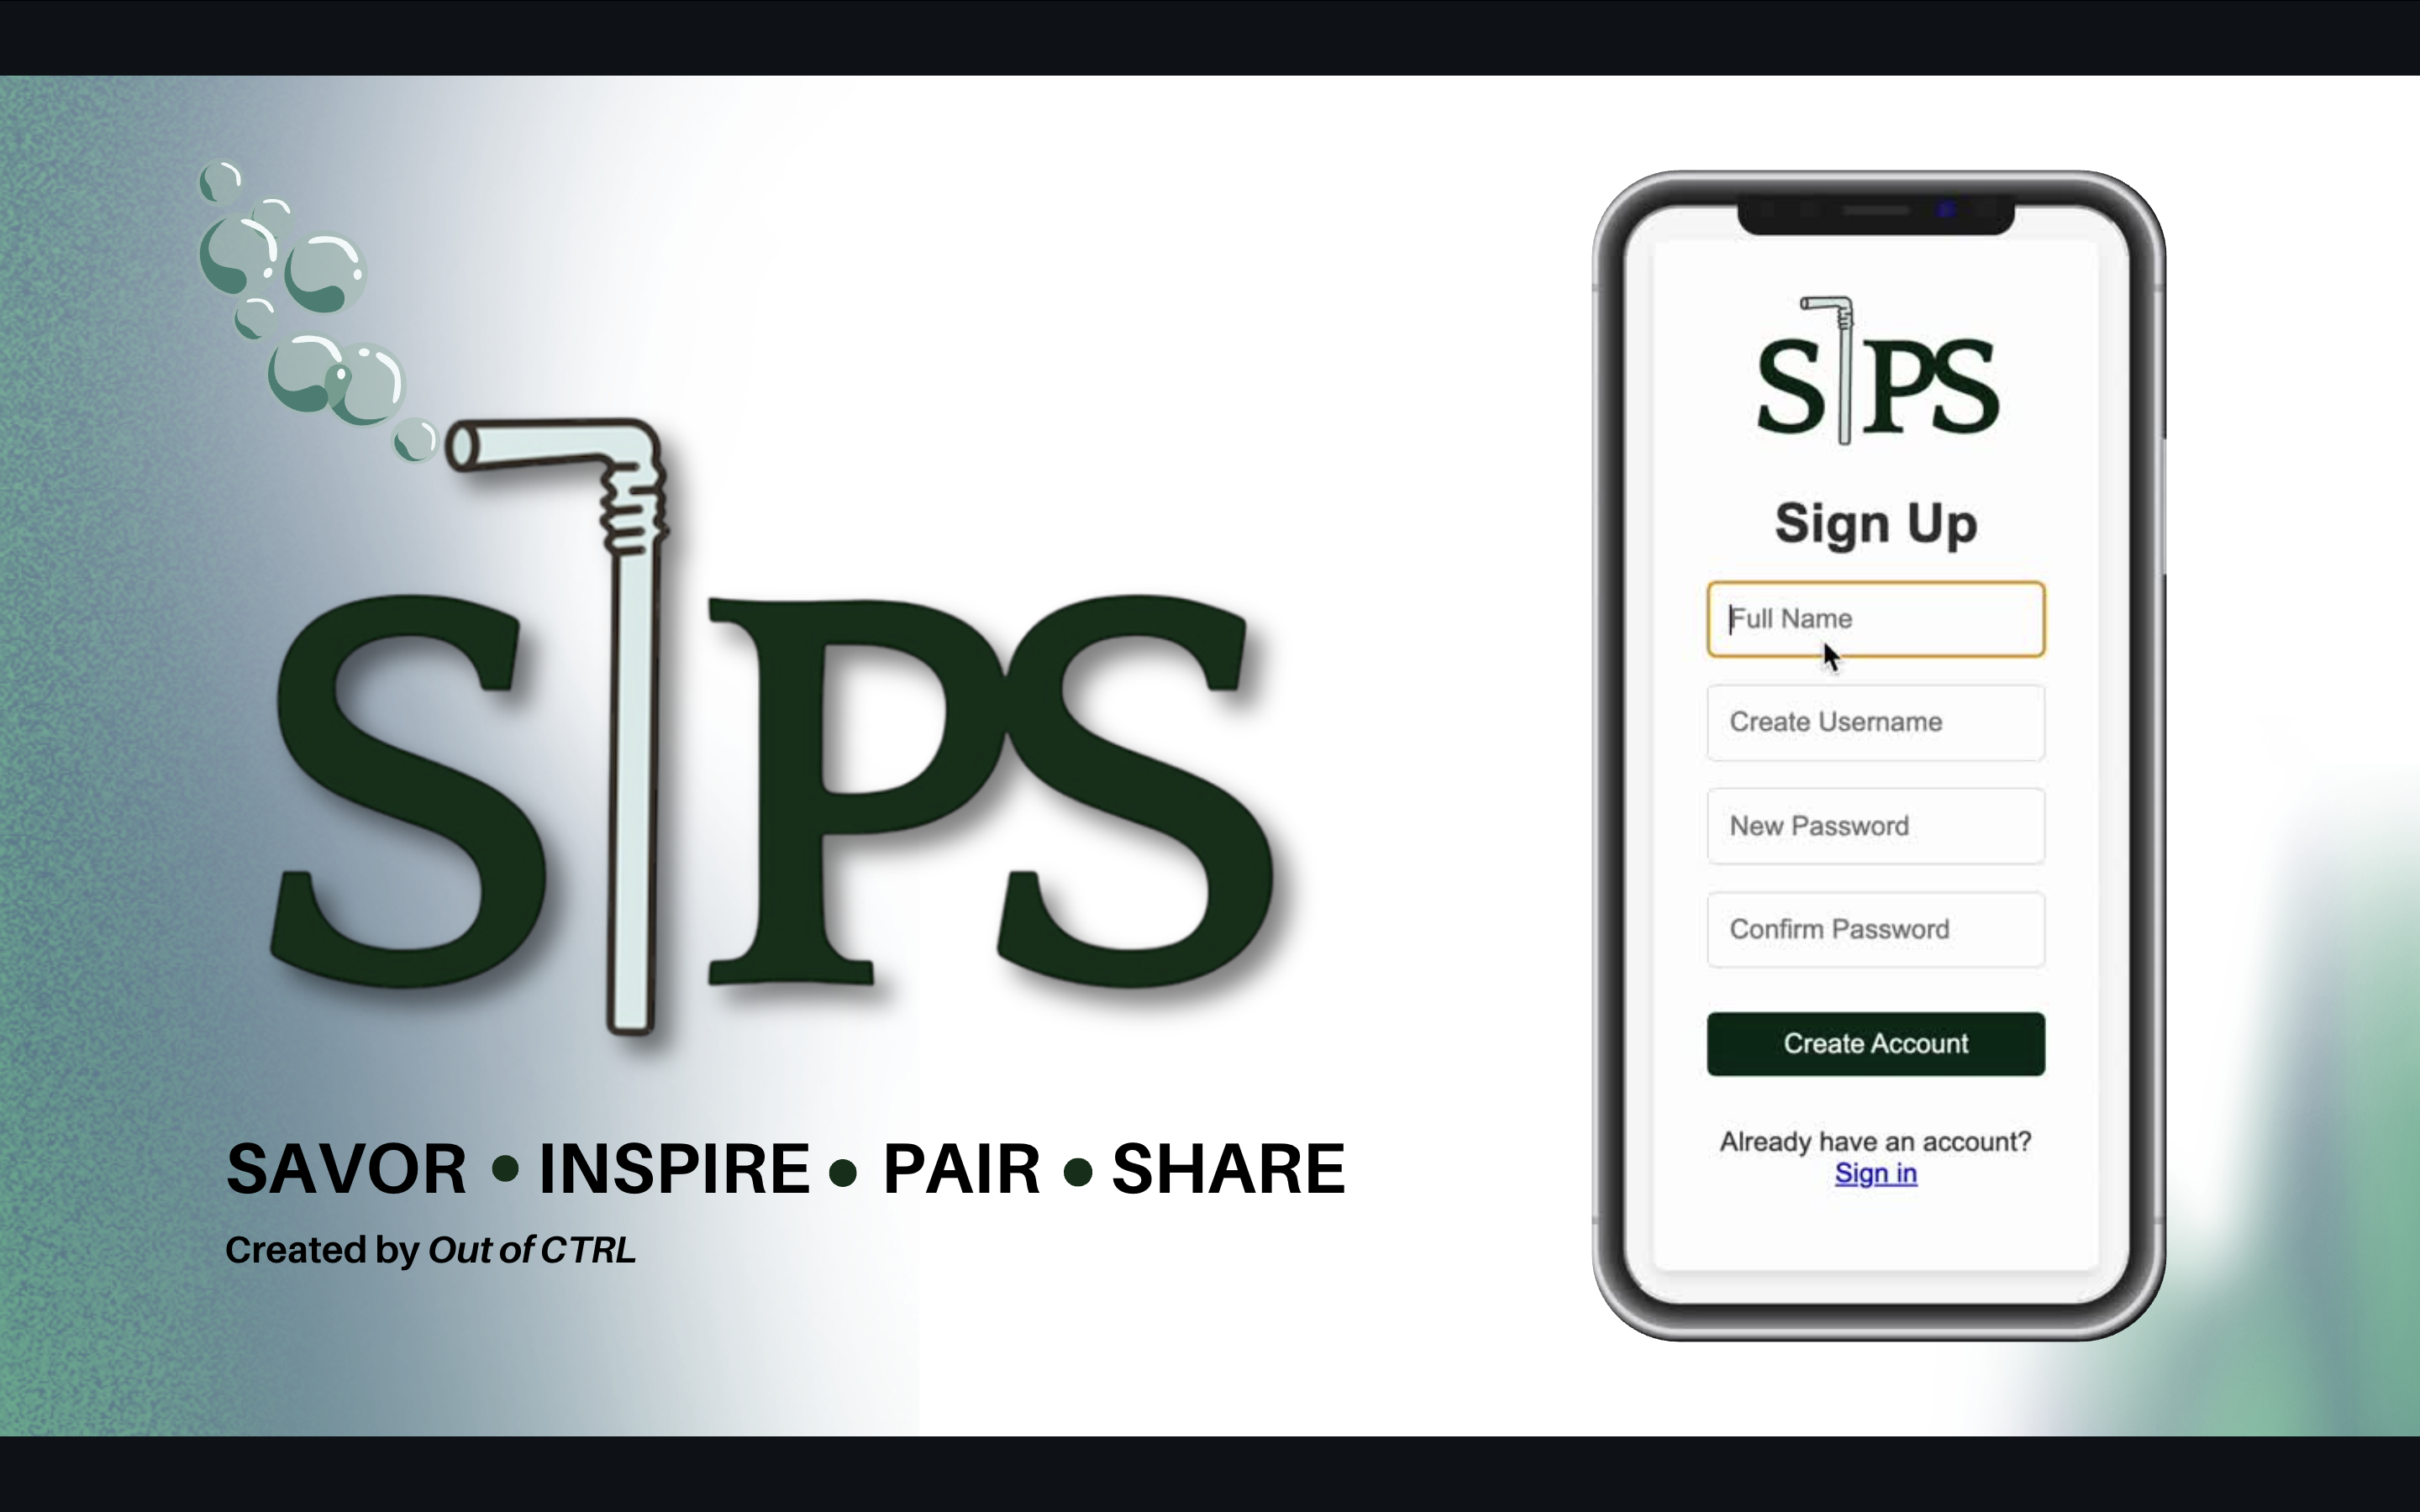 SIPS
SAVOR • INSPIRE • PAIR • SHARE
Created by Out of CTRL
SIPS
Sign Up
Full Name
Create Username
New Password
Confirm Password
Create Account
Already have an account?
Sign in